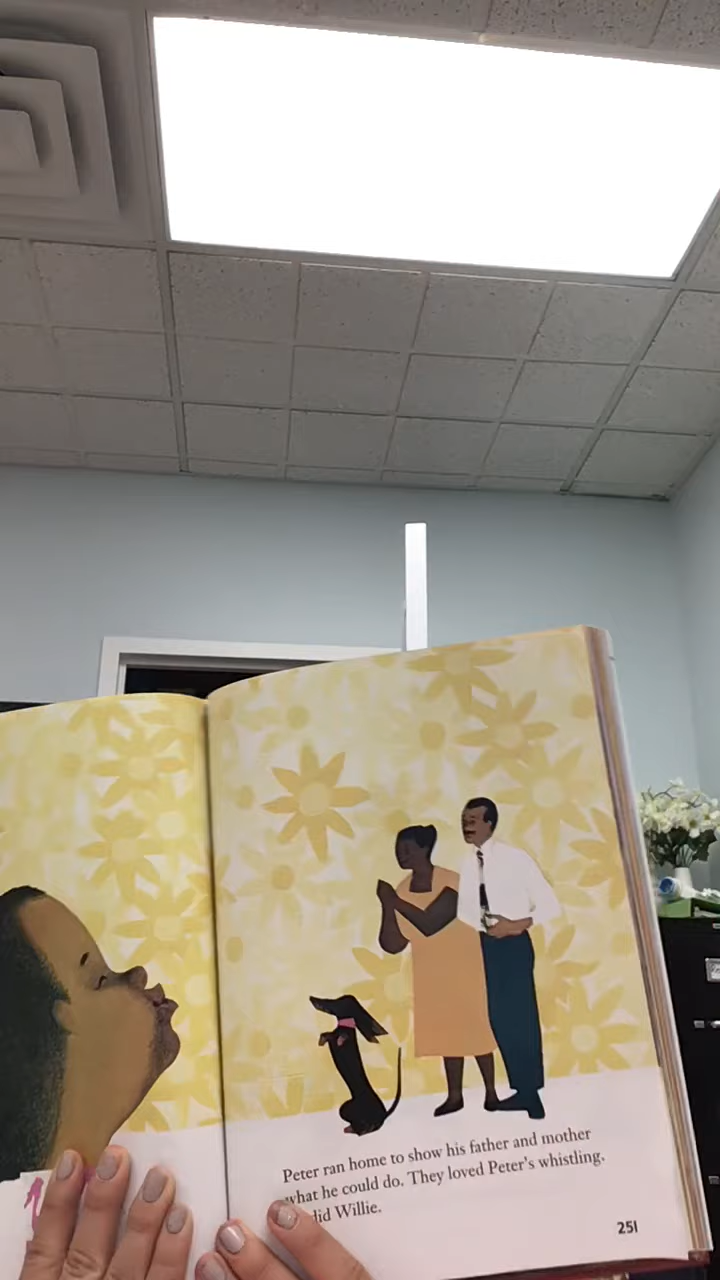 Peter ran home to show his father and mother
what he could do. They loved Peter's whistling.
did Willie.
251